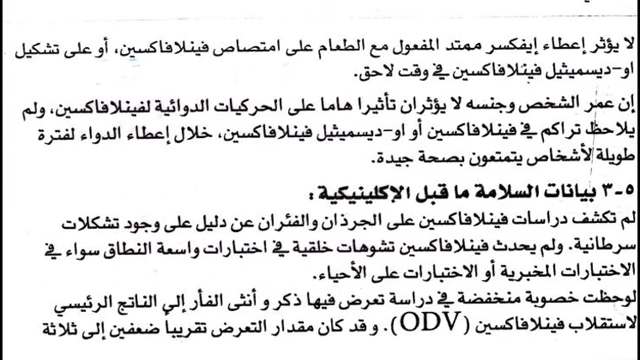 لا يؤثر إعطاء إيفكسر ممتد المفعول مع الطعام على امتصاص فينلافاكسين، أو على تشكيل
او-ديسميثيل فينلافاكسين في وقت لاحق.
إن عمر الشخص وجنسه لا يؤثران تأثيرا هاما على الحركيات الدوائية لفينلافاكسين، ولم
يلاحظ تراكم في فينلافاكسين أو او-ديسميثيل فينلافاكسين، خلال إعطاء الدواء لفترة
طويلة لأشخاص يتمتعون بصحة جيدة.
٥-٣ بيانات السلامة ما قبل الإكلينيكية:
لم تكشف دراسات فينلافاكسين على الجرذان والفئران عن دليل على وجود تشكلات
سرطانية. ولم يحدث فينلافاكسين تشوهات خلقية في اختبارات واسعة النطاق سواء في
الاختبارات المخبرية أو الاختبارات على الأحياء.
لوحظت خصوبة منخفضة في دراسة تعرض فيها ذكر و أنثى الفأر إلى الناتج الرئيسي
لاستقلاب فينلافاكسين (ODV). و قد كان مقدار التعرض تقريباً ضعفين إلى ثلاثة